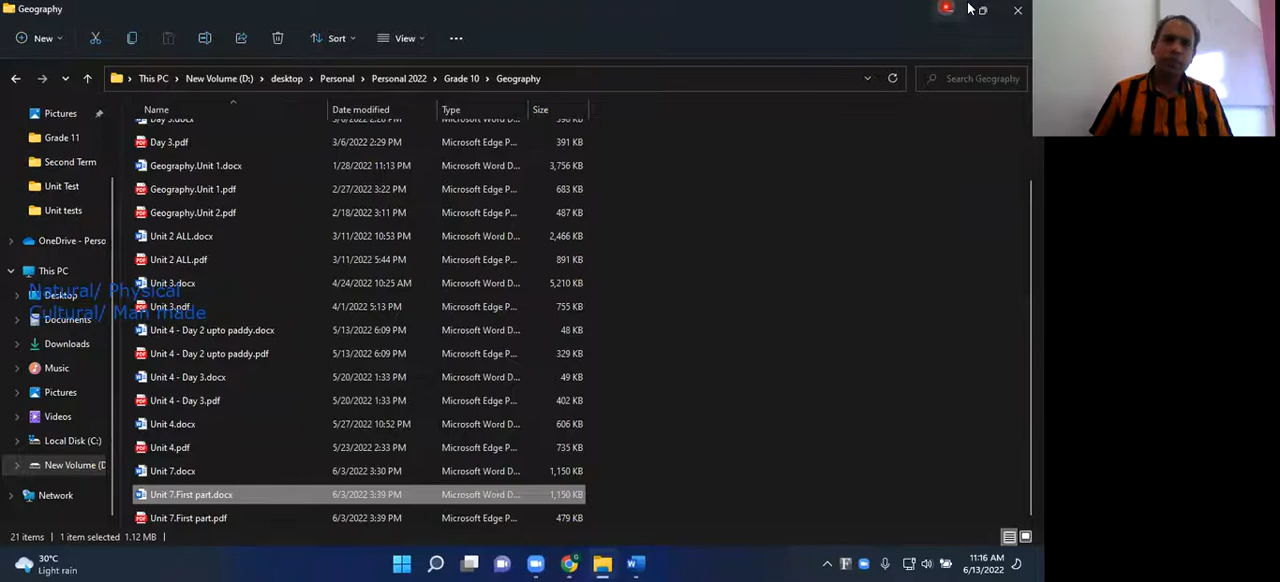 Geography
New Sort View ...
This PC > New Volume (D:) > desktop > Personal > Personal 2022 > Grade 10 > Geography Search Geography
Name Date modified Type Size
Pictures Day 3.docx 3/6/2022 2:28 PM Microsoft Word D... 396 KB
Day 3.pdf 3/6/2022 2:29 PM Microsoft Edge P... 391 KB
Grade 11
Geography.Unit 1.docx 1/28/2022 11:13 PM Microsoft Word D... 3,756 KB
Second Term
Geography.Unit 1.pdf 2/27/2022 3:22 PM Microsoft Edge P... 683 KB
Unit Test
Geography.Unit 2.pdf 2/18/2022 3:11 PM Microsoft Edge P... 487 KB
Unit tests
Unit 2 ALL.docx 3/11/2022 10:53 PM Microsoft Word D... 2,466 KB
OneDrive - Perso
Unit 2 ALL.pdf 3/11/2022 5:44 PM Microsoft Edge P... 891 KB
This PC
Unit 3.docx 4/24/2022 10:25 AM Microsoft Word D... 5,210 KB
Natural/ Physical
Desktop
Unit 3.pdf 4/1/2022 5:13 PM Microsoft Edge P... 755 KB
Cultural/ Man made
Documents
Unit 4 - Day 2 upto paddy.docx 5/13/2022 6:09 PM Microsoft Word D... 48 KB
Downloads
Unit 4 - Day 2 upto paddy.pdf 5/13/2022 6:09 PM Microsoft Edge P... 329 KB
Music
Unit 4 - Day 3.docx 5/20/2022 1:33 PM Microsoft Word D... 49 KB
Pictures
Unit 4 - Day 3.pdf 5/20/2022 1:33 PM Microsoft Edge P... 402 KB
Videos
Unit 4.docx 5/27/2022 10:52 PM Microsoft Word D... 606 KB
Local Disk (C:)
Unit 4.pdf 5/23/2022 2:33 PM Microsoft Edge P... 735 KB
New Volume (D
Unit 7.docx 6/3/2022 3:30 PM Microsoft Word D... 1,150 KB
Network
Unit 7.First part.docx 6/3/2022 3:39 PM Microsoft Word D... 1,150 KB
Unit 7.First part.pdf 6/3/2022 3:39 PM Microsoft Edge P... 479 KB
21 items 1 item selected 1.12 MB
30°C
Light rain
11:16 AM
6/13/2022